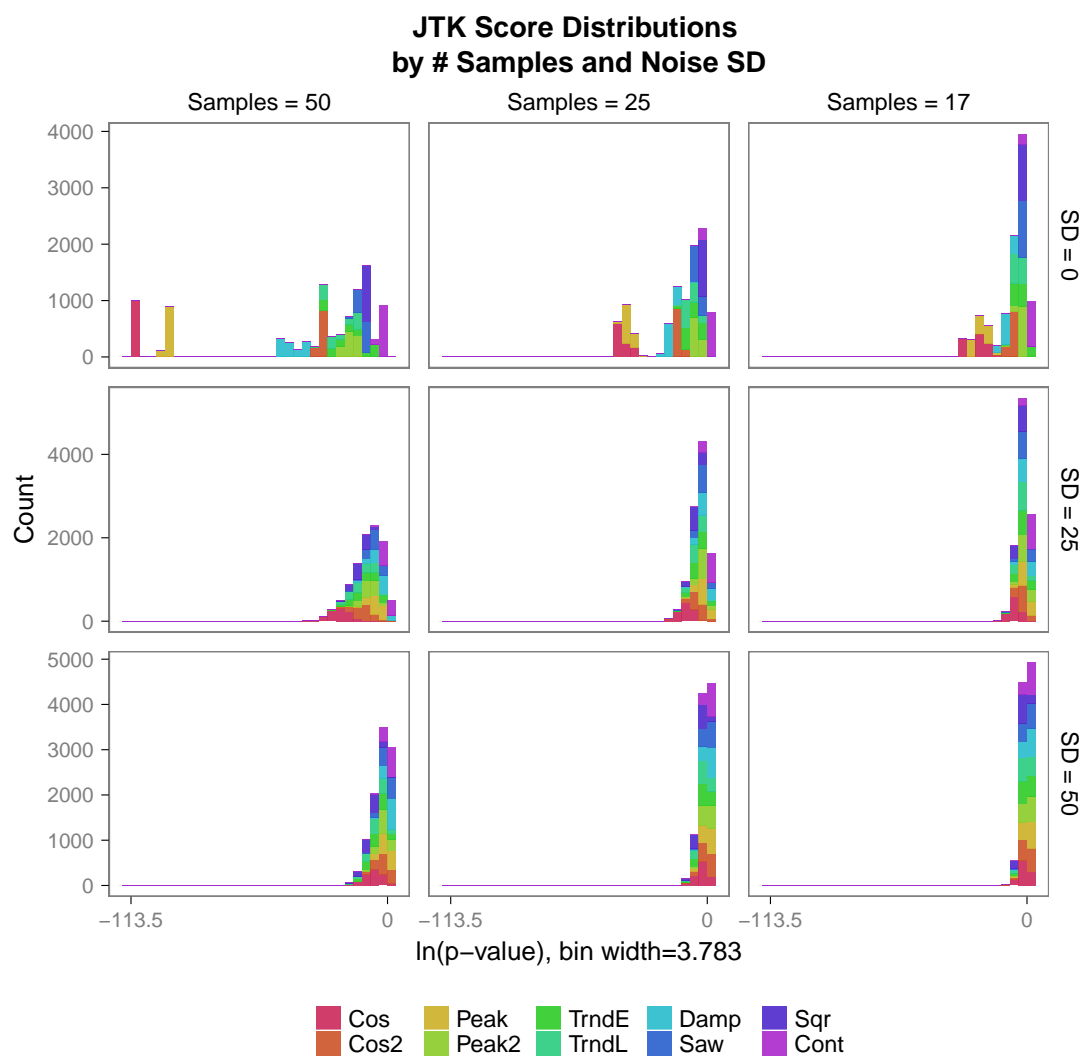 JTK Score Distributions
by # Samples and Noise SD
Samples = 50 Samples = 25 Samples = 17
4000
3000
2000
1000
0
SD = 0
4000
2000
0
SD = 25
Count
5000
4000
3000
2000
1000
0
SD = 50
−113.5 0 −113.5 0 −113.5 0
ln(p−value), bin width=3.783
Cos Peak TrndE Damp Sqr
Cos2 Peak2 TrndL Saw Cont